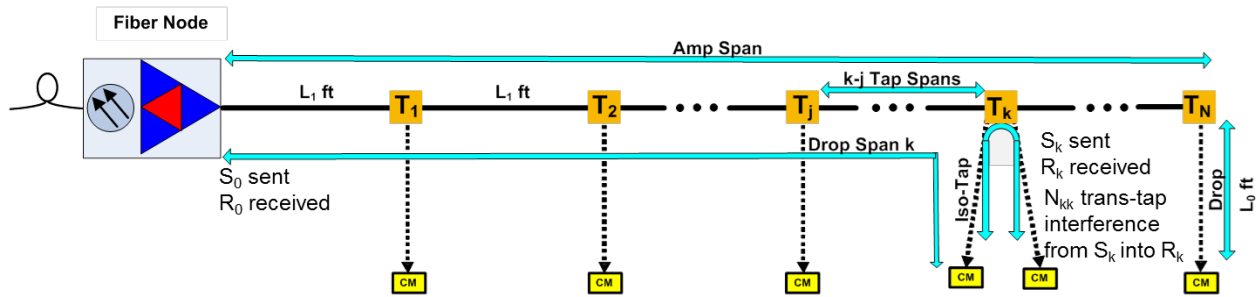 Fiber Node
Amp Span
k-j Tap Spans
L₁ ft
L₁ ft
T₁
T₂
Tⱼ
Tₖ
T_N
Drop Span k
S₀ sent
R₀ received
Iso-Tap
Sₖ sent
Rₖ received
Nₖₖ trans-tap
interference
from Sₖ into Rₖ
Drop
L₀ ft
CM
CM
CM
CM
CM
CM